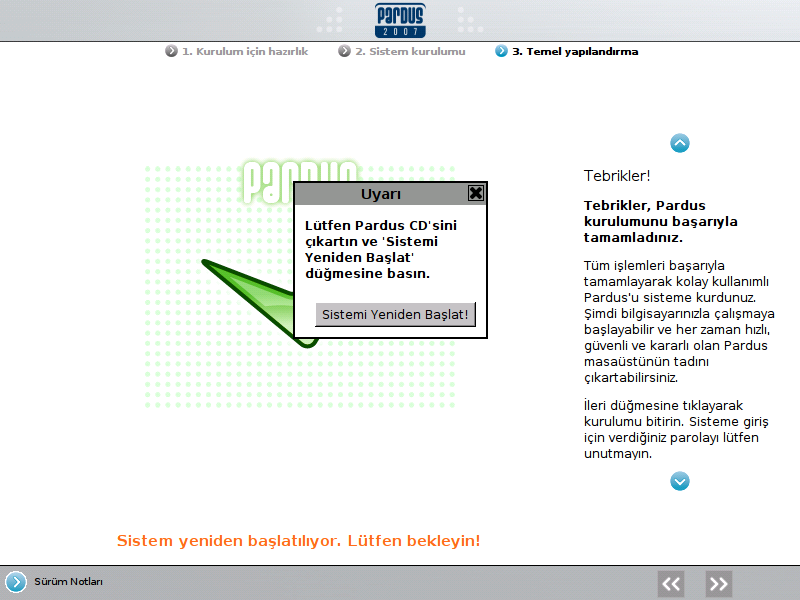 PARDUS
2007
1. Kurulum için hazırlık
2. Sistem kurulumu
3. Temel yapılandırma
Uyarı
Lütfen Pardus CD'sini
çıkartın ve 'Sistemi
Yeniden Başlat'
düğmesine basın.
Sistemi Yeniden Başlat!
Tebrikler!
Tebrikler, Pardus
kurulumunu başarıyla
tamamladınız.
Tüm işlemleri başarıyla
tamamlayarak kolay kullanımlı
Pardus'u sisteme kurdunuz.
Şimdi bilgisayarınızla çalışmaya
başlayabilir ve her zaman hızlı,
güvenli ve kararlı olan Pardus
masaüstünün tadını
çıkartabilirsiniz.
İleri düğmesine tıklayarak
kurulumu bitirin. Sisteme giriş
için verdiğiniz parolayı lütfen
unutmayın.
Sistem yeniden başlatılıyor. Lütfen bekleyin!
Sürüm Notları